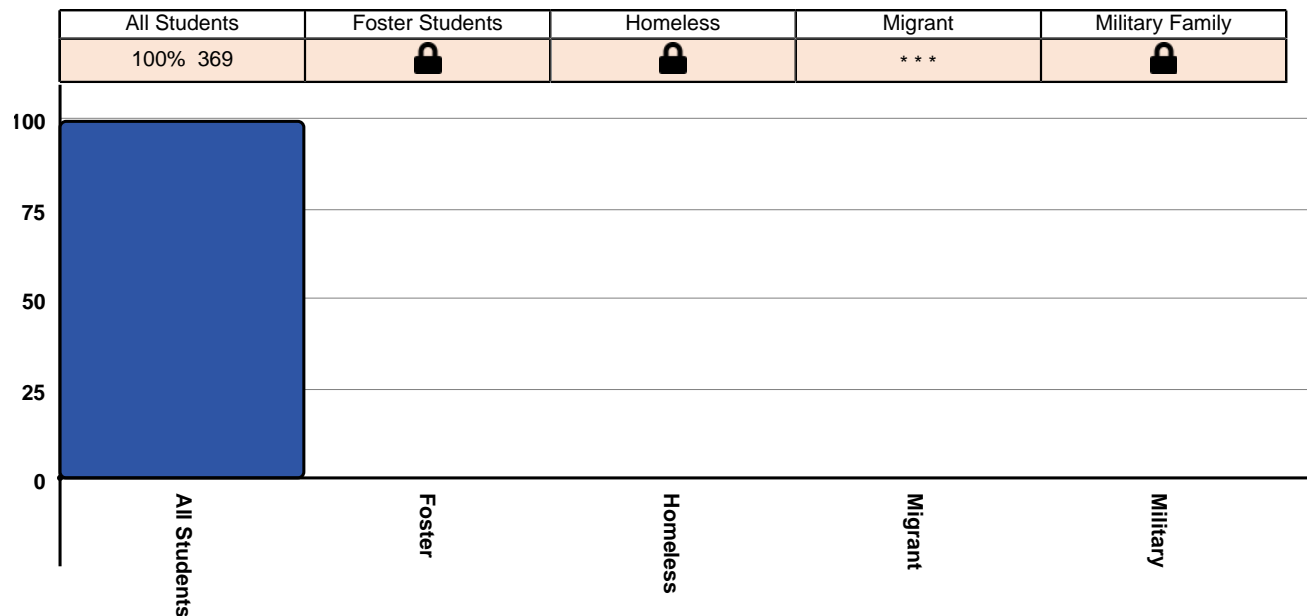 All Students Foster Students Homeless Migrant Military Family
100% 369 * * *
100
75
50
25
0
All Students Foster Homeless Migrant Military